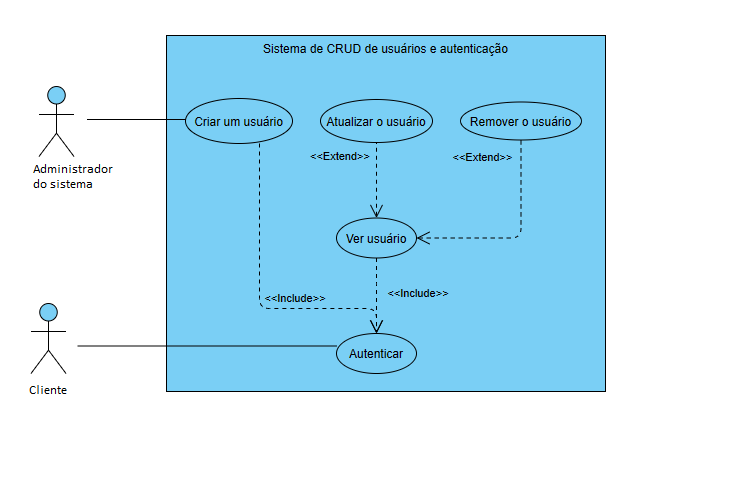 Sistema de CRUD de usuários e autenticação
Criar um usuário
Atualizar o usuário
Remover o usuário
<<Extend>>
<<Extend>>
Administrador
do sistema
Ver usuário
<<Include>>
<<Include>>
Autenticar
Cliente